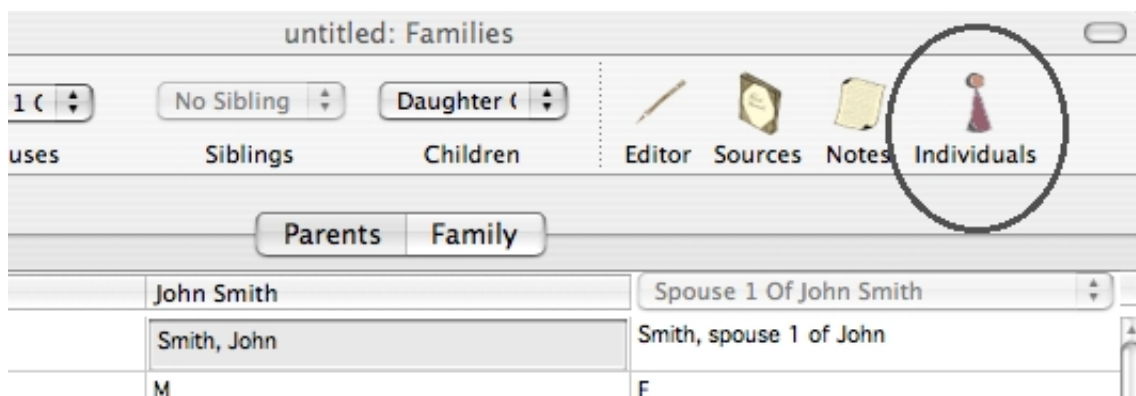 untitled: Families
1 ( No Sibling Daughter (
uses Siblings Children Editor Sources Notes Individuals
Parents Family
John Smith Spouse 1 Of John Smith
Smith, John Smith, spouse 1 of John
M F